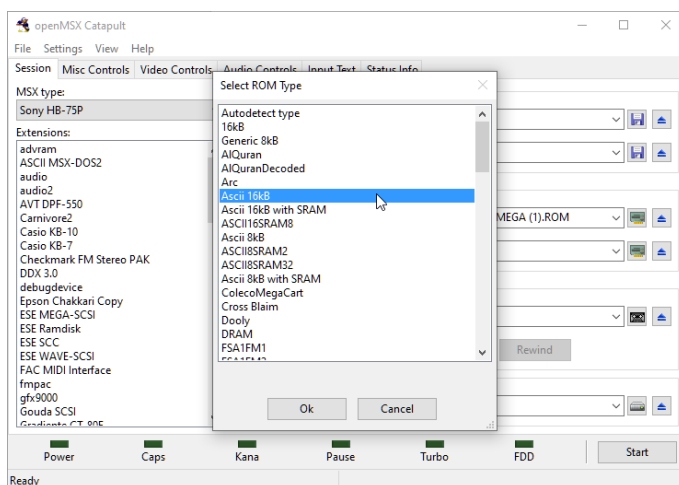 openMSX Catapult
File Settings View Help
Session Misc Controls Video Controls Audio Controls Input Text Status Info
MSX type:
Sony HB-75P
Extensions:
advram
ASCII MSX-DOS2
audio
audio2
AVT DPF-550
Carnivore2
Casio KB-10
Casio KB-7
Checkmark FM Stereo PAK
DDX 3.0
debugdevice
Epson Chakkari Copy
ESE MEGA-SCSI
ESE Ramdisk
ESE SCC
ESE WAVE-SCSI
FAC MIDI Interface
fmpac
gfx9000
Gouda SCSI
Gradiente CT-80E
Select ROM Type
Autodetect type
16kB
Generic 8kB
AlQuran
AlQuranDecoded
Arc
Ascii 16kB
Ascii 16kB with SRAM
ASCII16SRAM8
Ascii 8kB
ASCII8SRAM2
ASCII8SRAM32
Ascii 8kB with SRAM
ColecoMegaCart
Cross Blaim
Dooly
DRAM
FSA1FM1
FSA1FM2
Ok Cancel
MEGA (1).ROM
Rewind
Power Caps Kana Pause Turbo FDD Start
Ready